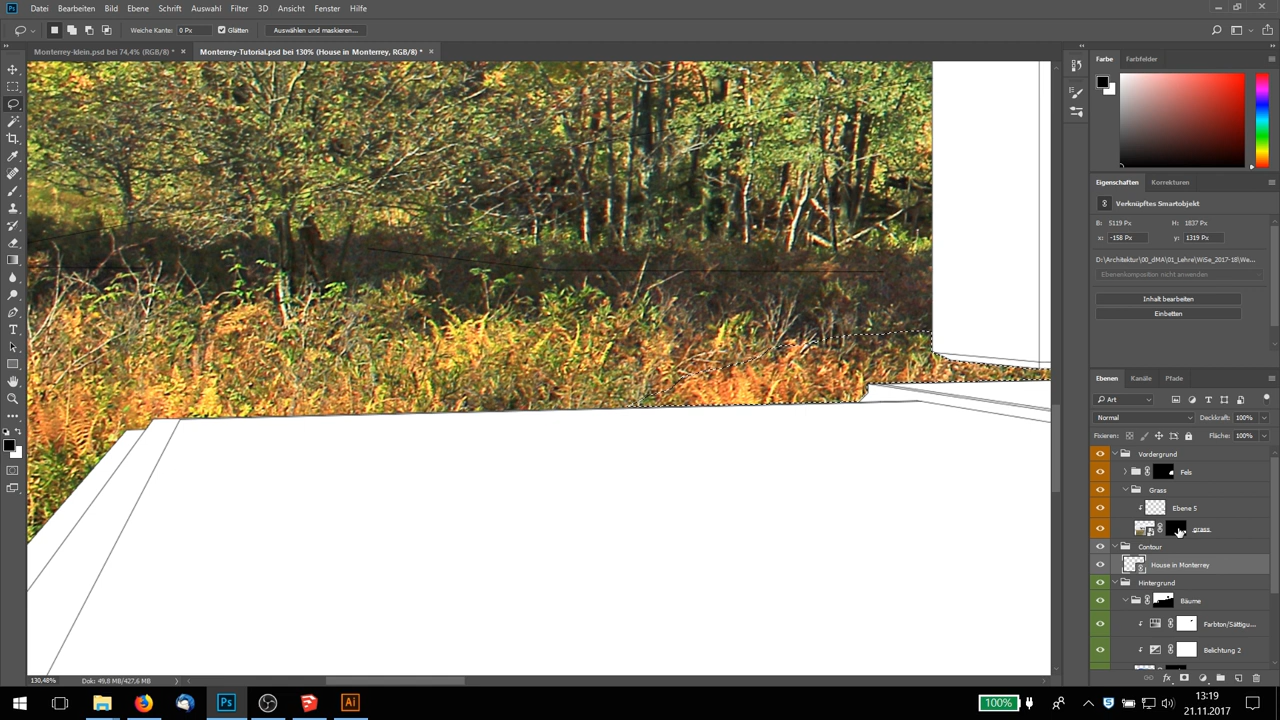 Datei Bearbeiten Bild Ebene Schrift Auswahl Filter 3D Ansicht Fenster Hilfe
Weiche Kante: 0 Px Glätten Auswählen und maskieren...
Monterrey-klein.psd bei 74,4% (RGB/8) * × Monterrey-Tutorial.psd bei 130% (House in Monterrey, RGB/8) * ×
Farbe Farbfelder
Eigenschaften Korrekturen
Verknüpftes Smartobjekt
B: 5119 Px H: 1837 Px
x: -158 Px y: 1319 Px
D:\Architektur\00_dMA\01_Lehre\WiSe_2017-18\We...
Ebenenkomposition nicht anwenden
Inhalt bearbeiten
Einbetten
Ebenen Kanäle Pfade
Art
Normal Deckkraft: 100%
Fixieren: Fläche: 100%
Vordergrund
Fels
Grass
Ebene 5
grass
Contour
House in Monterrey
Hintergrund
Bäume
Farbton/Sättigu...
Belichtung 2
130,48% Dok: 49,8 MB/427,6 MB
100% 13:19
21.11.2017